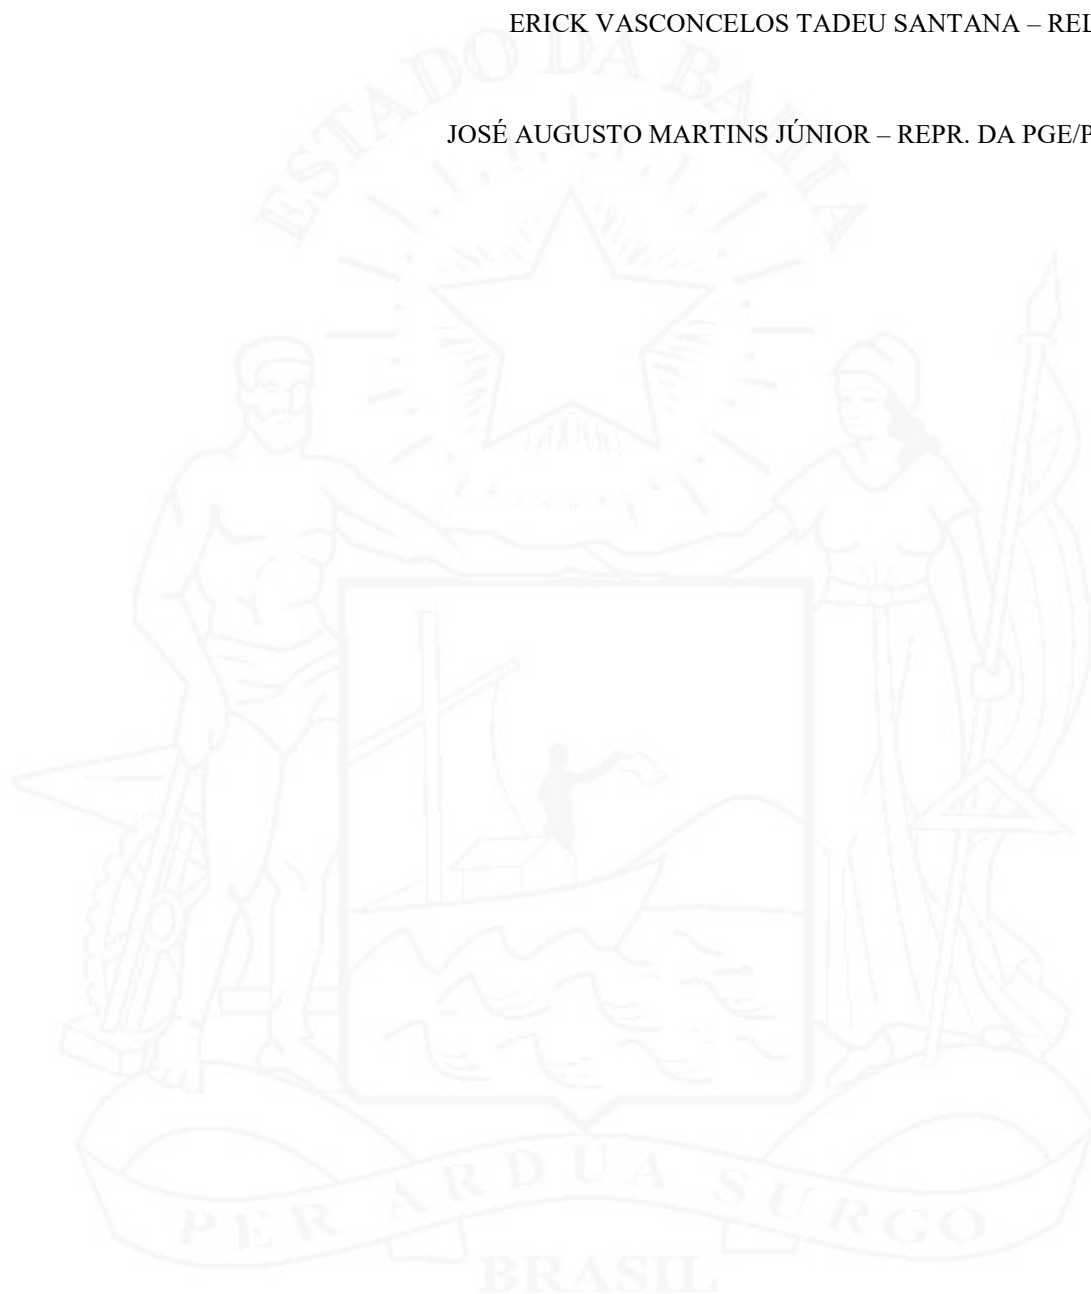 ERICK VASCONCELOS TADEU SANTANA – REL
JOSÉ AUGUSTO MARTINS JÚNIOR – REPR. DA PGE/P
ESTADO DA BAHIA
PER ARDUA SURGO
BRASIL